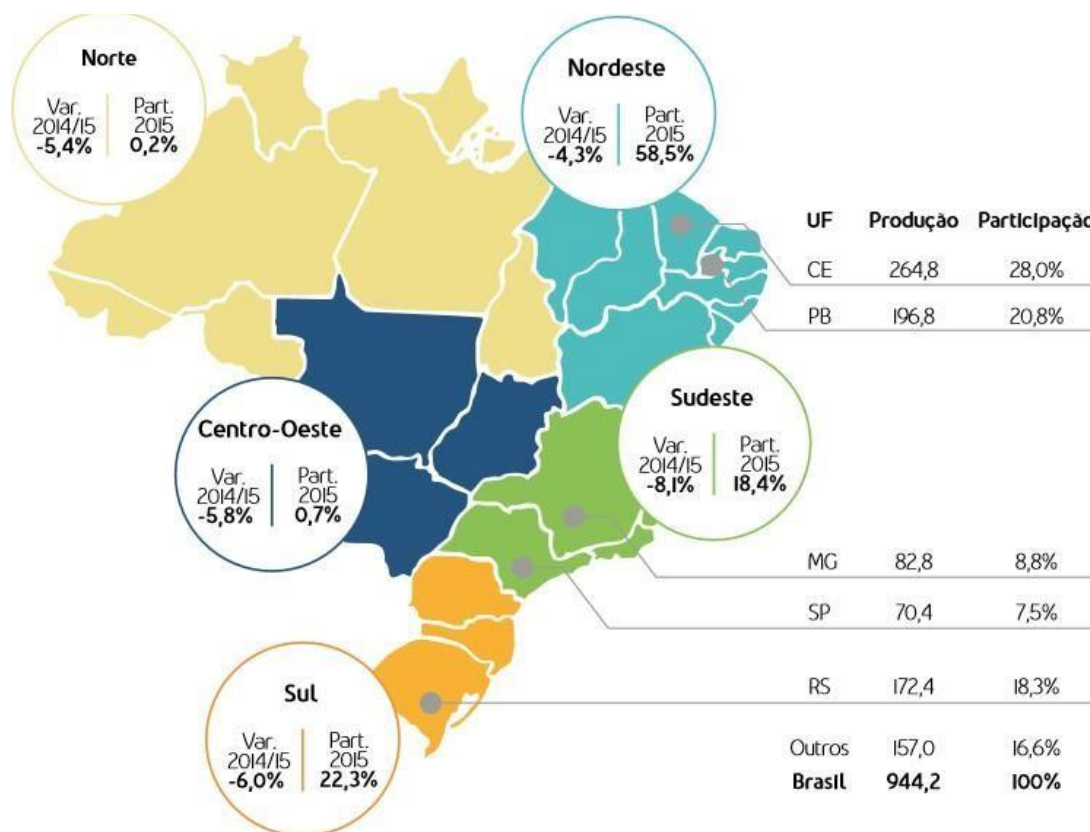 Norte
Var. 2014/15
-5,4%
Part. 2015
0,2%
Nordeste
Var. 2014/15
-4,3%
Part. 2015
58,5%
UF Produção Participação
CE 264,8 28,0%
PB 196,8 20,8%
Centro-Oeste
Var. 2014/15
-5,8%
Part. 2015
0,7%
Sudeste
Var. 2014/15
-8,1%
Part. 2015
18,4%
MG 82,8 8,8%
SP 70,4 7,5%
Sul
Var. 2014/15
-6,0%
Part. 2015
22,3%
RS 172,4 18,3%
Outros 157,0 16,6%
Brasil 944,2 100%